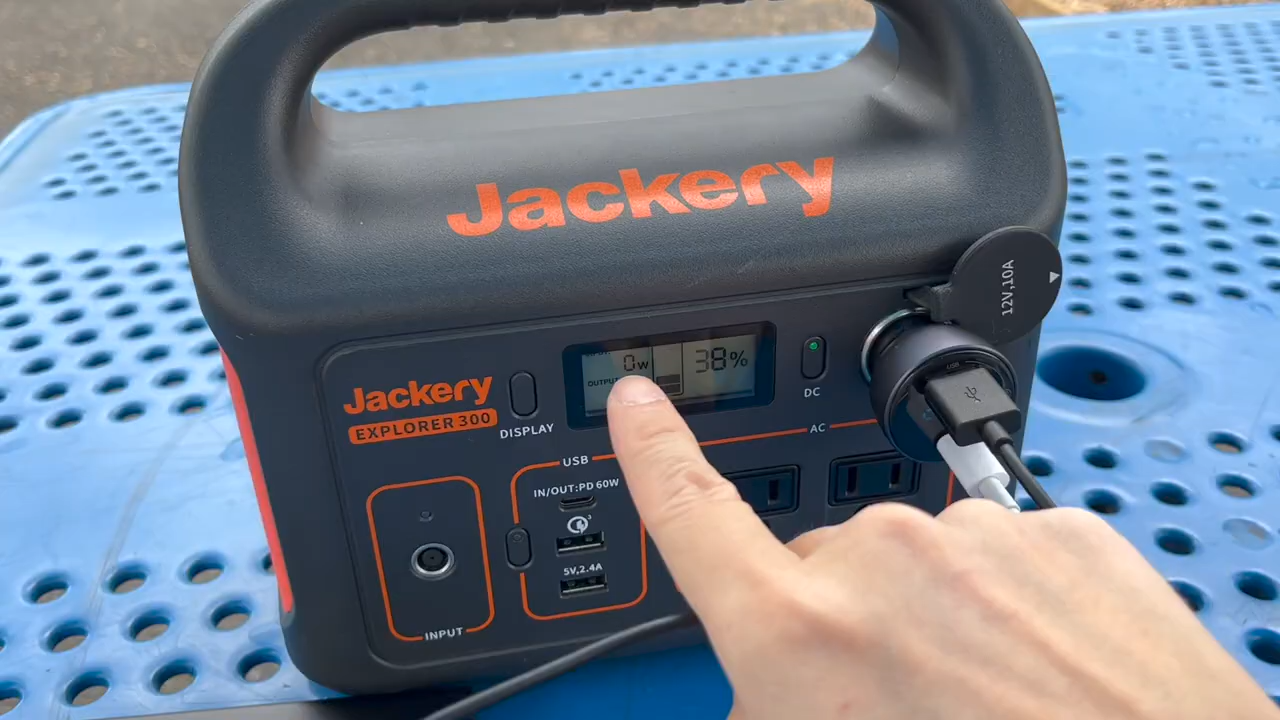 Jackery
12V,10A
0W
38%
OUTPUT
Jackery
EXPLORER 300
DISPLAY
DC
AC
USB
IN/OUT:PD 60W
5V,2.4A
INPUT
USB